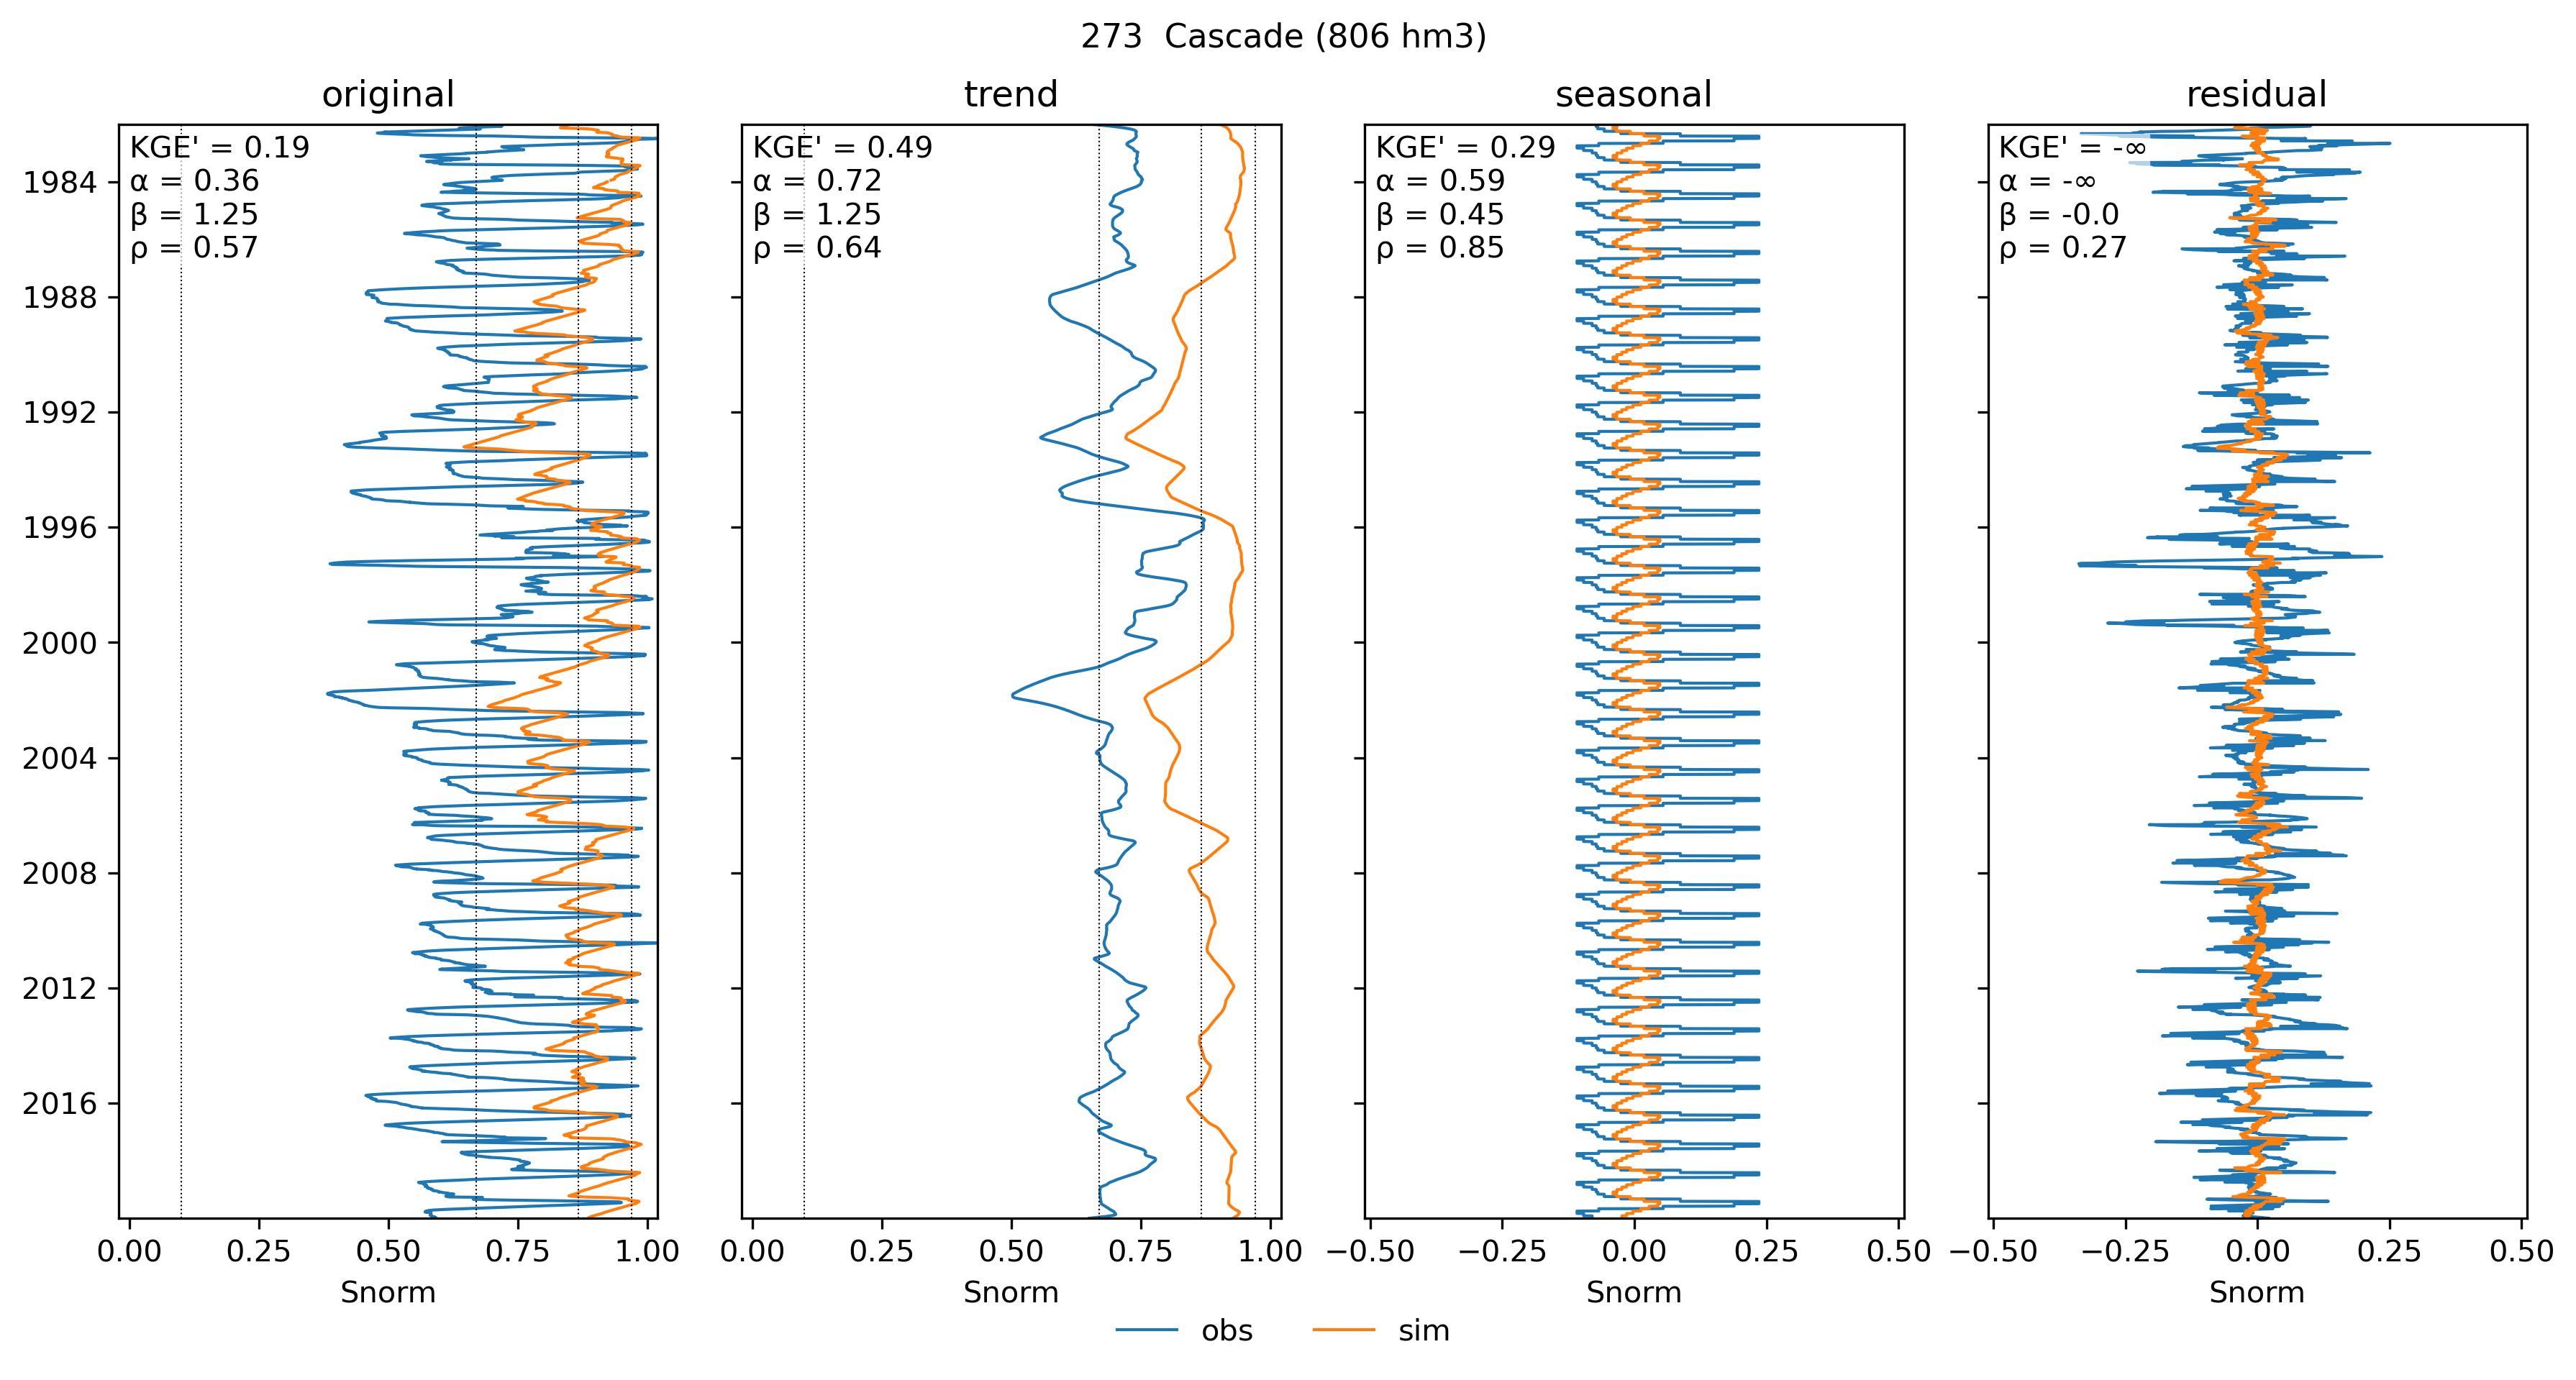 273  Cascade (806 hm3)
original
trend
seasonal
residual
KGE' = 0.19
α = 0.36
β = 1.25
ρ = 0.57
KGE' = 0.49
α = 0.72
β = 1.25
ρ = 0.64
KGE' = 0.29
α = 0.59
β = 0.45
ρ = 0.85
KGE' = -∞
α = -∞
β = -0.0
ρ = 0.27
1984
1988
1992
1996
2000
2004
2008
2012
2016
0.00 0.25 0.50 0.75 1.00
0.00 0.25 0.50 0.75 1.00
−0.50 −0.25 0.00 0.25 0.50
−0.50 −0.25 0.00 0.25 0.50
Snorm
Snorm
Snorm
Snorm
obs
sim